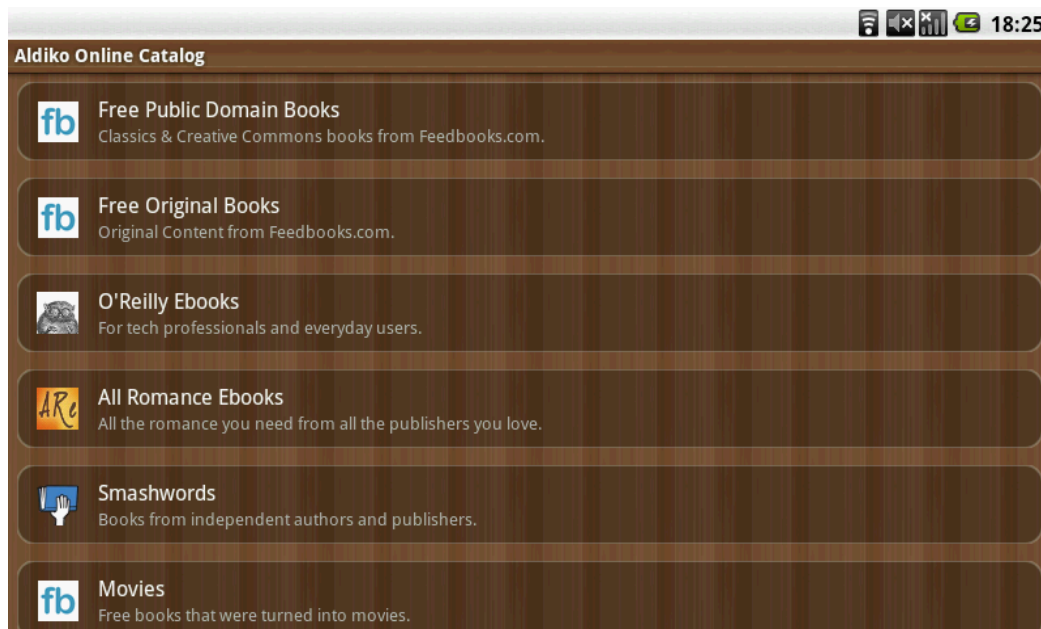 18:25
Aldiko Online Catalog
fb
Free Public Domain Books
Classics & Creative Commons books from Feedbooks.com.
fb
Free Original Books
Original Content from Feedbooks.com.
O'Reilly Ebooks
For tech professionals and everyday users.
ARe
All Romance Ebooks
All the romance you need from all the publishers you love.
Smashwords
Books from independent authors and publishers.
fb
Movies
Free books that were turned into movies.